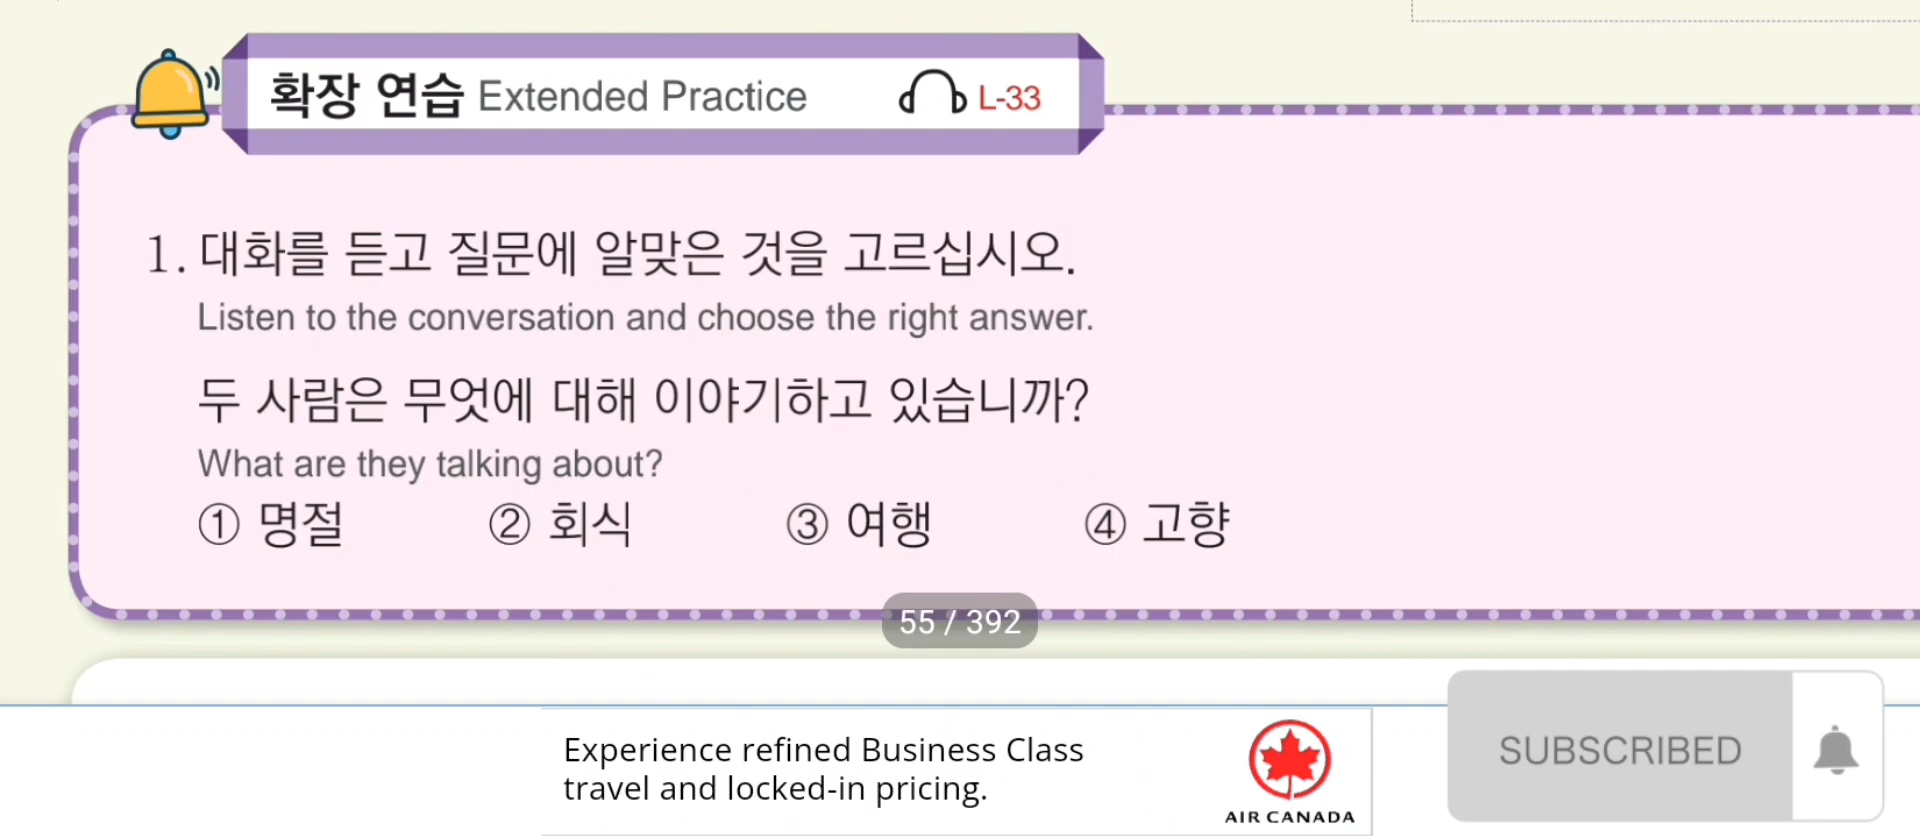 확장 연습 Extended Practice L-33
1. 대화를 듣고 질문에 알맞은 것을 고르십시오.
Listen to the conversation and choose the right answer.
두 사람은 무엇에 대해 이야기하고 있습니까?
What are they talking about?
① 명절 ② 회식 ③ 여행 ④ 고향
55 / 392
Experience refined Business Class
travel and locked-in pricing.
AIR CANADA
SUBSCRIBED